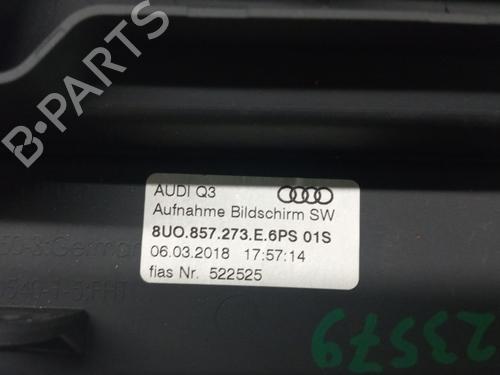 B-PARTS
AUDI Q3
Aufnahme Bildschirm SW
8UO.857.273.E.6PS 01S
06.03.2018 17:57:14
fias Nr. 522525
23579